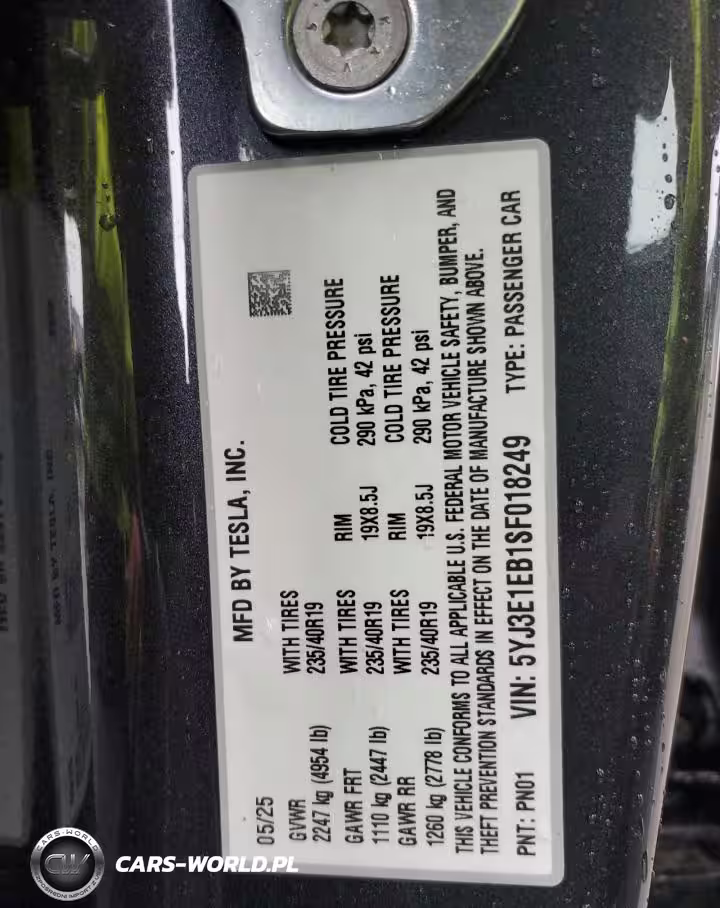 MFD BY TESLA, INC.
05/25
GVWR
2247 kg (4954 lb)
WITH TIRES
235/40R19
GAWR FRT
1110 kg (2447 lb)
WITH TIRES
235/40R19
RIM
19X8.5J
COLD TIRE PRESSURE
290 kPa, 42 psi
GAWR RR
1260 kg (2778 lb)
WITH TIRES
235/40R19
RIM
19X8.5J
COLD TIRE PRESSURE
290 kPa, 42 psi
THIS VEHICLE CONFORMS TO ALL APPLICABLE U.S. FEDERAL MOTOR VEHICLE SAFETY, BUMPER, AND
THEFT PREVENTION STANDARDS IN EFFECT ON THE DATE OF MANUFACTURE SHOWN ABOVE.
PNT: PN01 VIN: 5YJ3E1EB1SF018249 TYPE: PASSENGER CAR
CARS-WORLD
CW
CARS-WORLD.PL